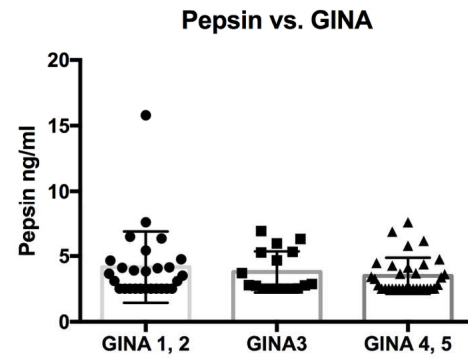 Pepsin vs. GINA
Pepsin ng/ml
20
15
10
5
0
GINA 1, 2
GINA3
GINA 4, 5